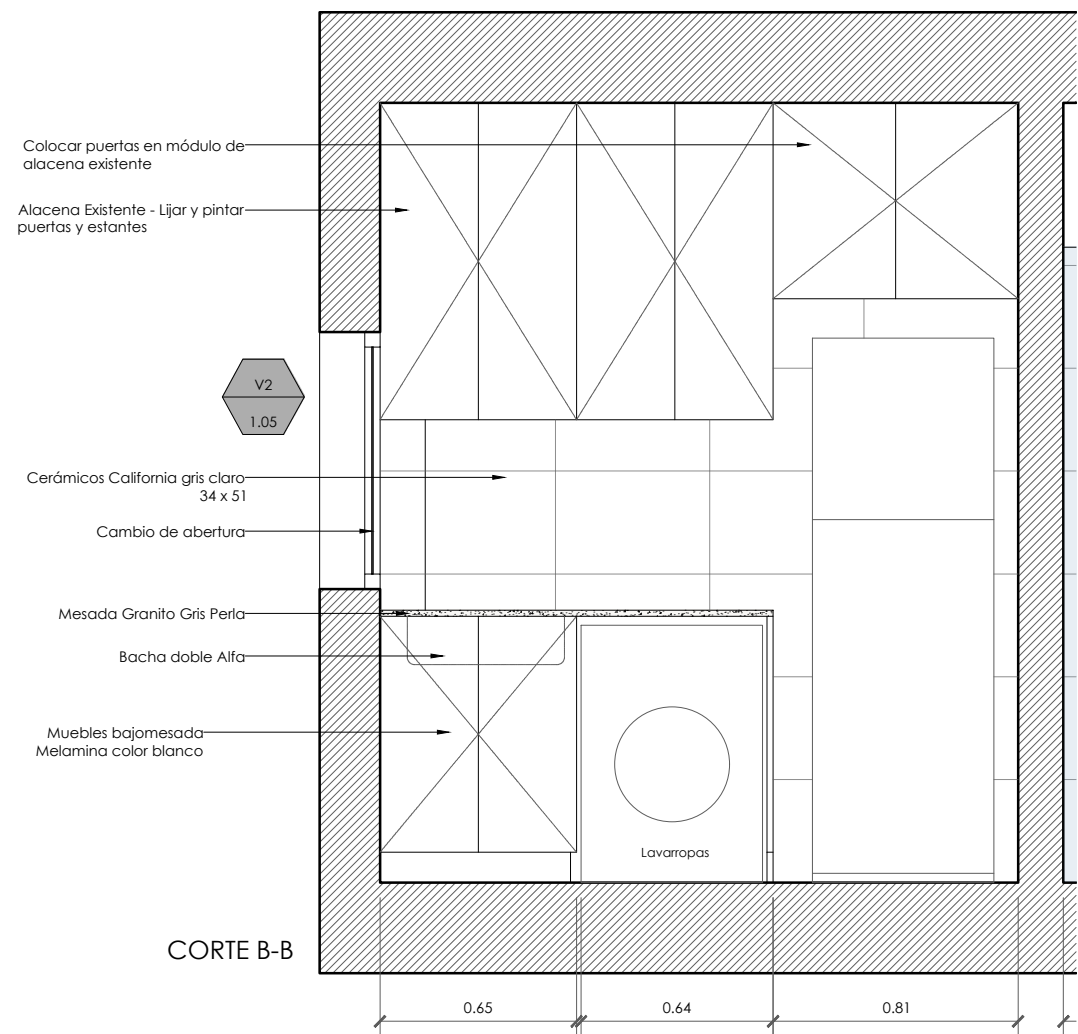 Colocar puertas en módulo de
alacena existente
Alacena Existente - Lijar y pintar
puertas y estantes
V2
1.05
Cerámicos California gris claro
34 x 51
Cambio de abertura
Mesada Granito Gris Perla
Bacha doble Alfa
Muebles bajomesada
Melamina color blanco
Lavarropas
CORTE B-B
0.65
0.64
0.81